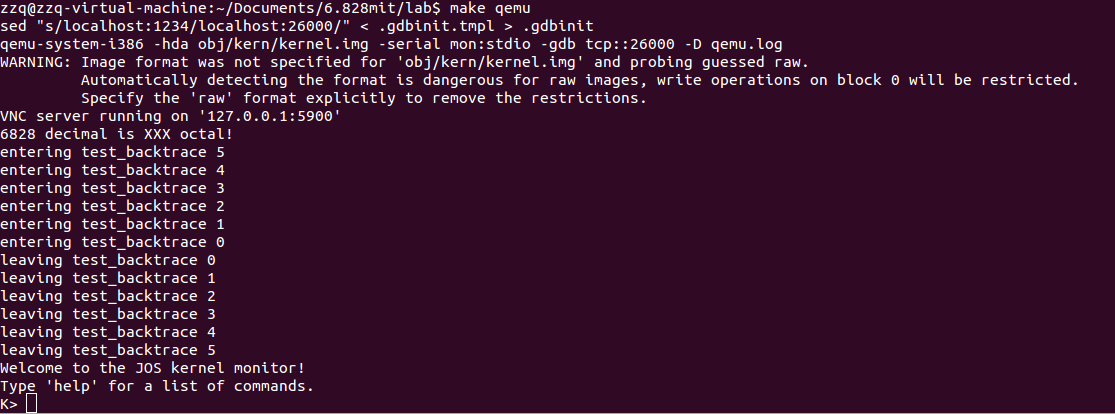 zzq@zzq-virtual-machine:~/Documents/6.828mit/lab$ make qemu
sed "s/localhost:1234/localhost:26000/" < .gdbinit.tmpl > .gdbinit
qemu-system-i386 -hda obj/kern/kernel.img -serial mon:stdio -gdb tcp::26000 -D qemu.log
WARNING: Image format was not specified for 'obj/kern/kernel.img' and probing guessed raw.
         Automatically detecting the format is dangerous for raw images, write operations on block 0 will be restricted.
         Specify the 'raw' format explicitly to remove the restrictions.
VNC server running on '127.0.0.1:5900'
6828 decimal is XXX octal!
entering test_backtrace 5
entering test_backtrace 4
entering test_backtrace 3
entering test_backtrace 2
entering test_backtrace 1
entering test_backtrace 0
leaving test_backtrace 0
leaving test_backtrace 1
leaving test_backtrace 2
leaving test_backtrace 3
leaving test_backtrace 4
leaving test_backtrace 5
Welcome to the JOS kernel monitor!
Type 'help' for a list of commands.
K>